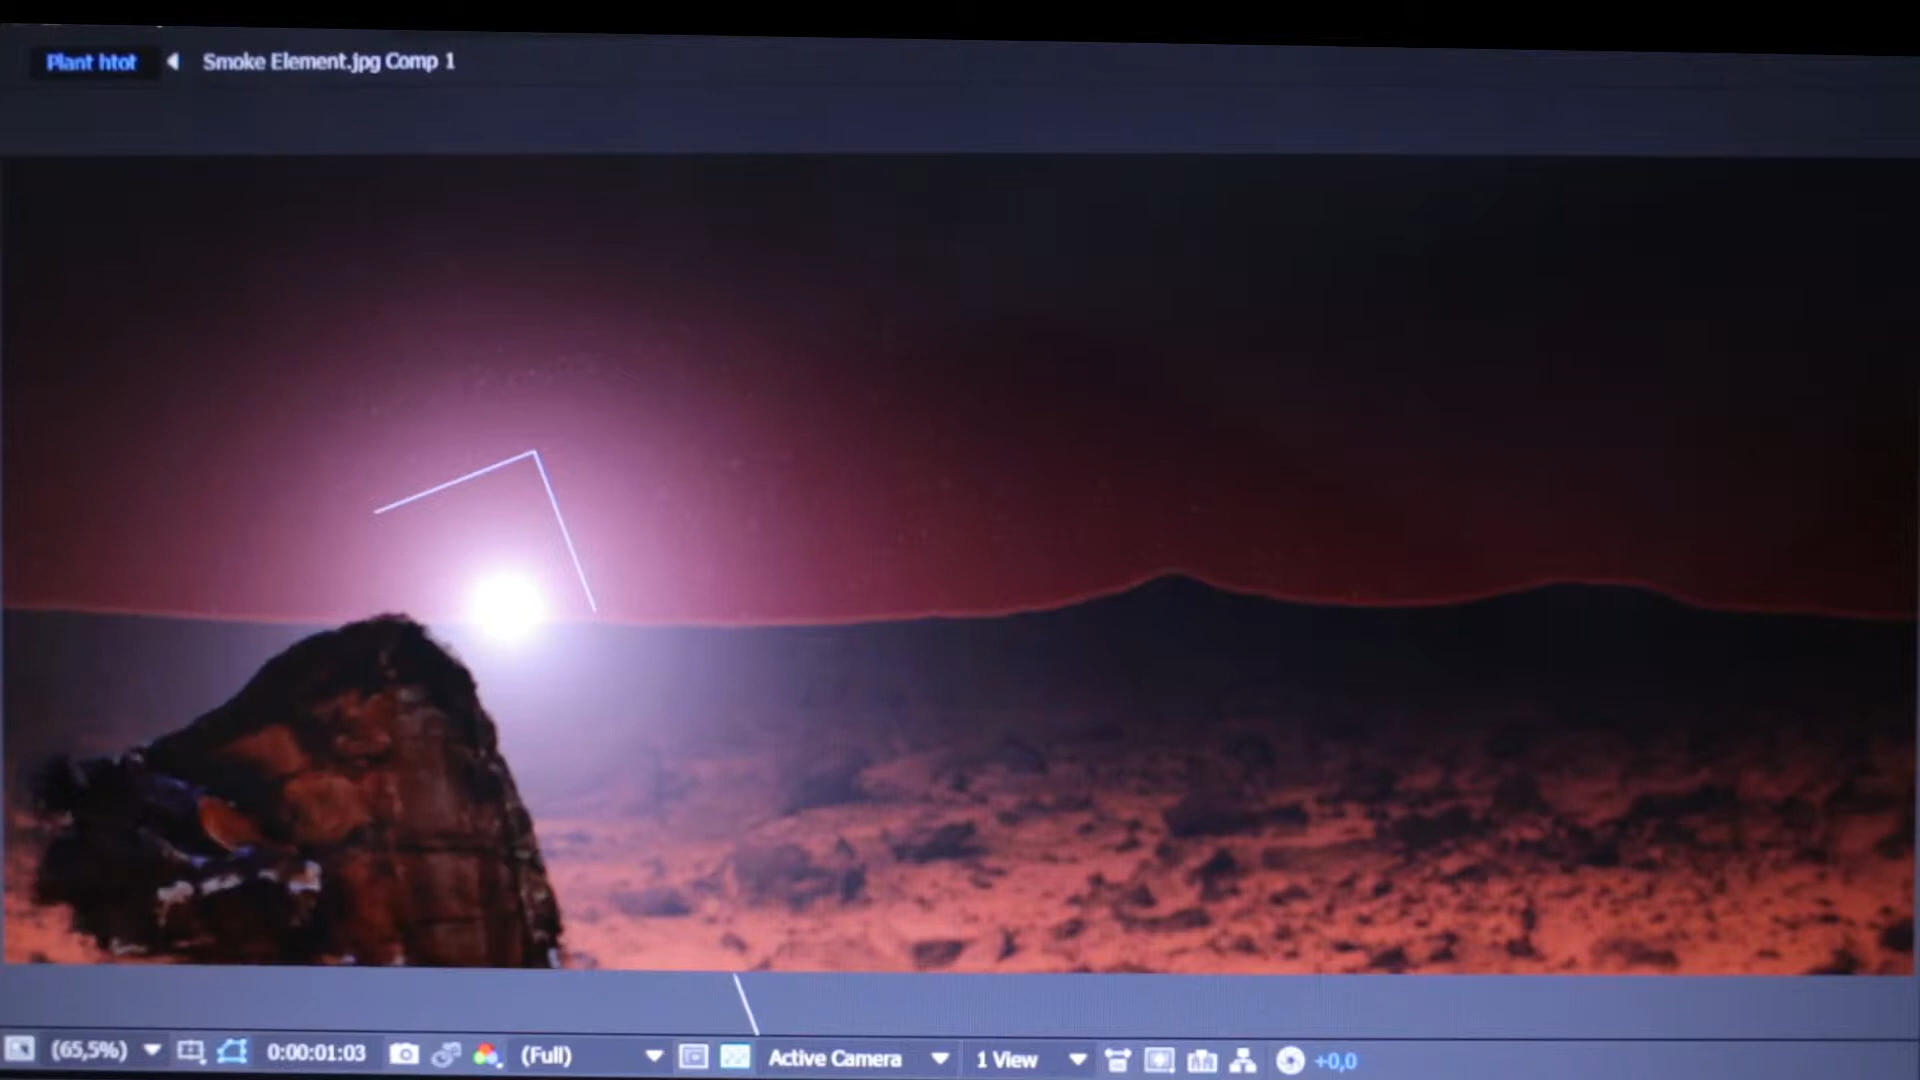 Plant htot Smoke Element.jpg Comp 1
(65,5%) 0:00:01:03 (Full) Active Camera 1 View +0,0